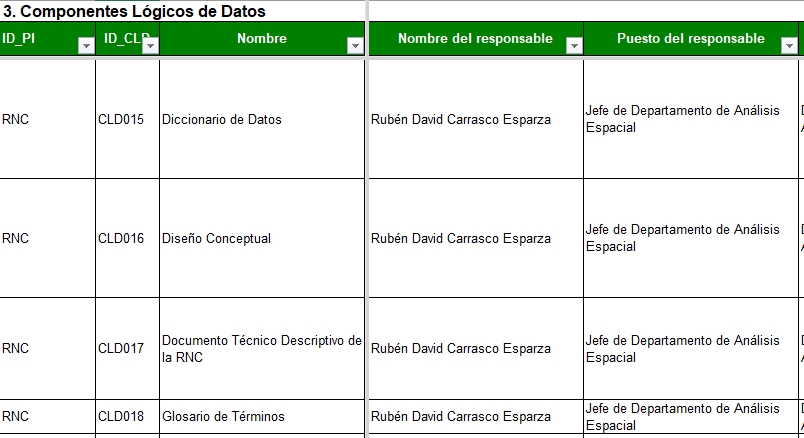 3. Componentes Lógicos de Datos
ID_PI ID_CLD Nombre Nombre del responsable Puesto del responsable
RNC CLD015 Diccionario de Datos Rubén David Carrasco Esparza Jefe de Departamento de Análisis
Espacial
RNC CLD016 Diseño Conceptual Rubén David Carrasco Esparza Jefe de Departamento de Análisis
Espacial
RNC CLD017 Documento Técnico Descriptivo de
la RNC Rubén David Carrasco Esparza Jefe de Departamento de Análisis
Espacial
RNC CLD018 Glosario de Términos Rubén David Carrasco Esparza Jefe de Departamento de Análisis
Espacial